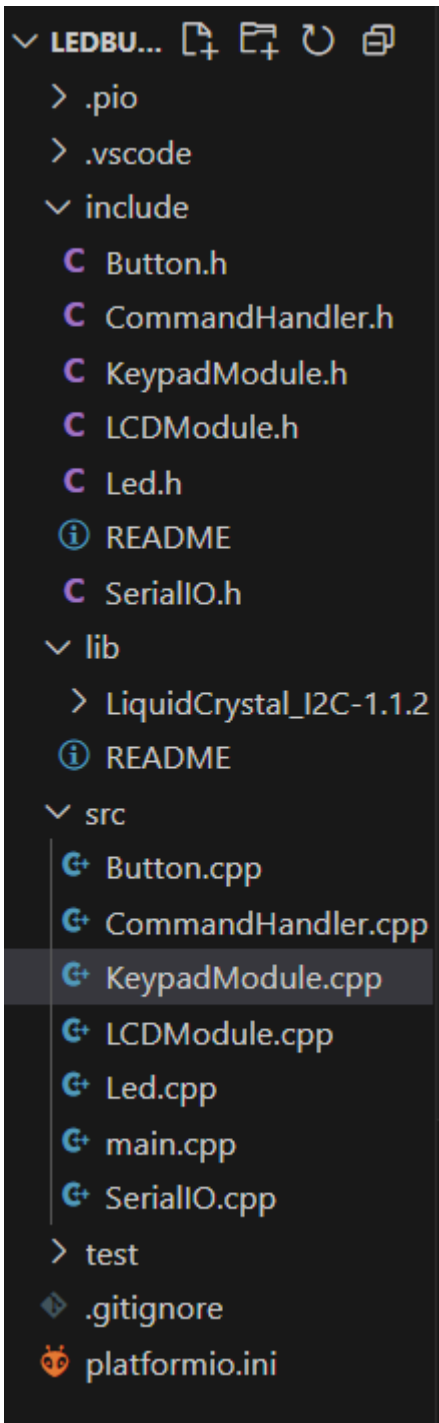 LEDBU...
.pio
.vscode
include
C Button.h
C CommandHandler.h
C KeypadModule.h
C LCDModule.h
C Led.h
README
C SerialIO.h
lib
LiquidCrystal_I2C-1.1.2
README
src
Button.cpp
CommandHandler.cpp
KeypadModule.cpp
LCDModule.cpp
Led.cpp
main.cpp
SerialIO.cpp
test
.gitignore
platformio.ini